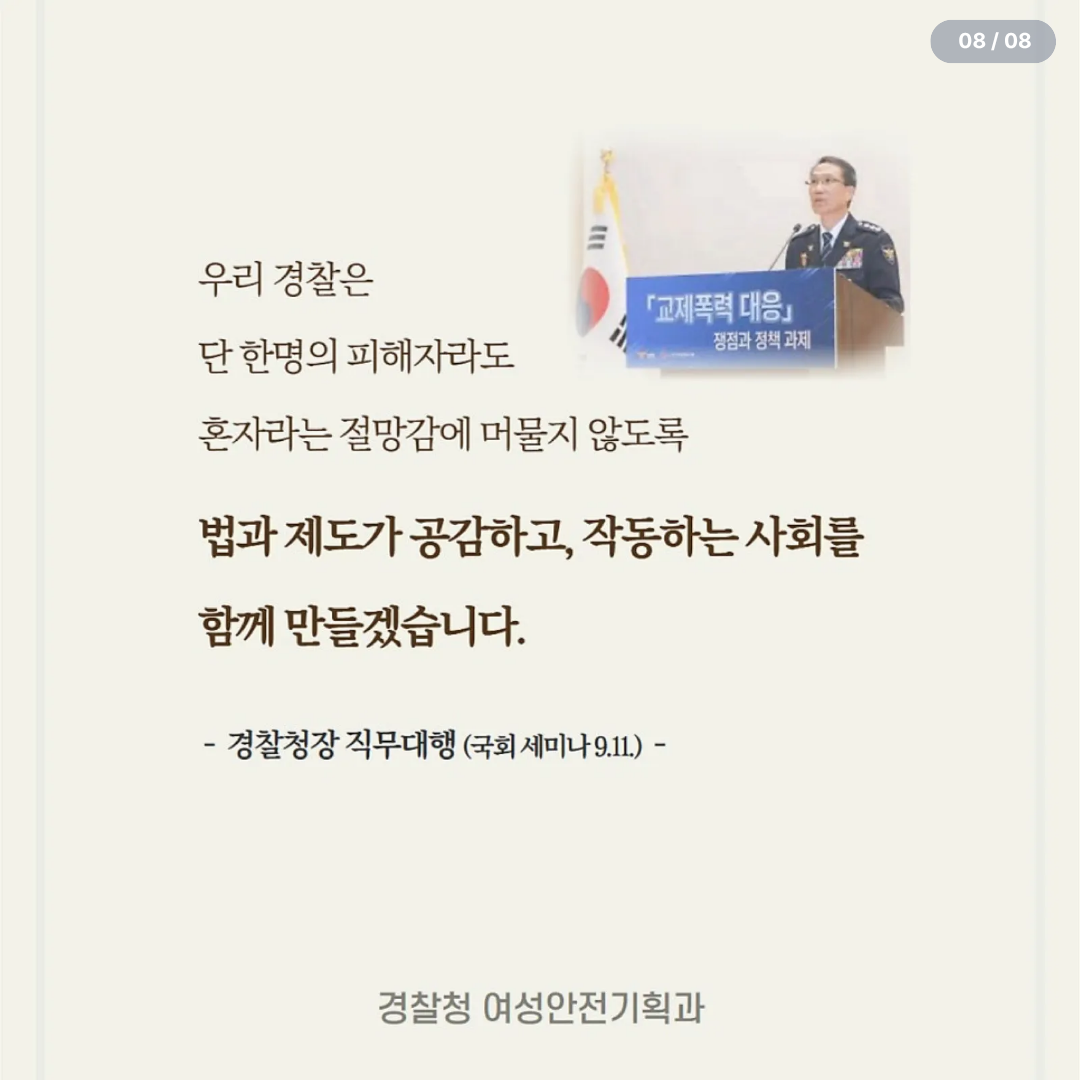 08 / 08
「교제폭력 대응」
쟁점과 정책 과제
우리 경찰은
단 한명의 피해자라도
혼자라는 절망감에 머물지 않도록
법과 제도가 공감하고, 작동하는 사회를
함께 만들겠습니다.
- 경찰청장 직무대행 (국회 세미나 9.11.) -
경찰청 여성안전기획과